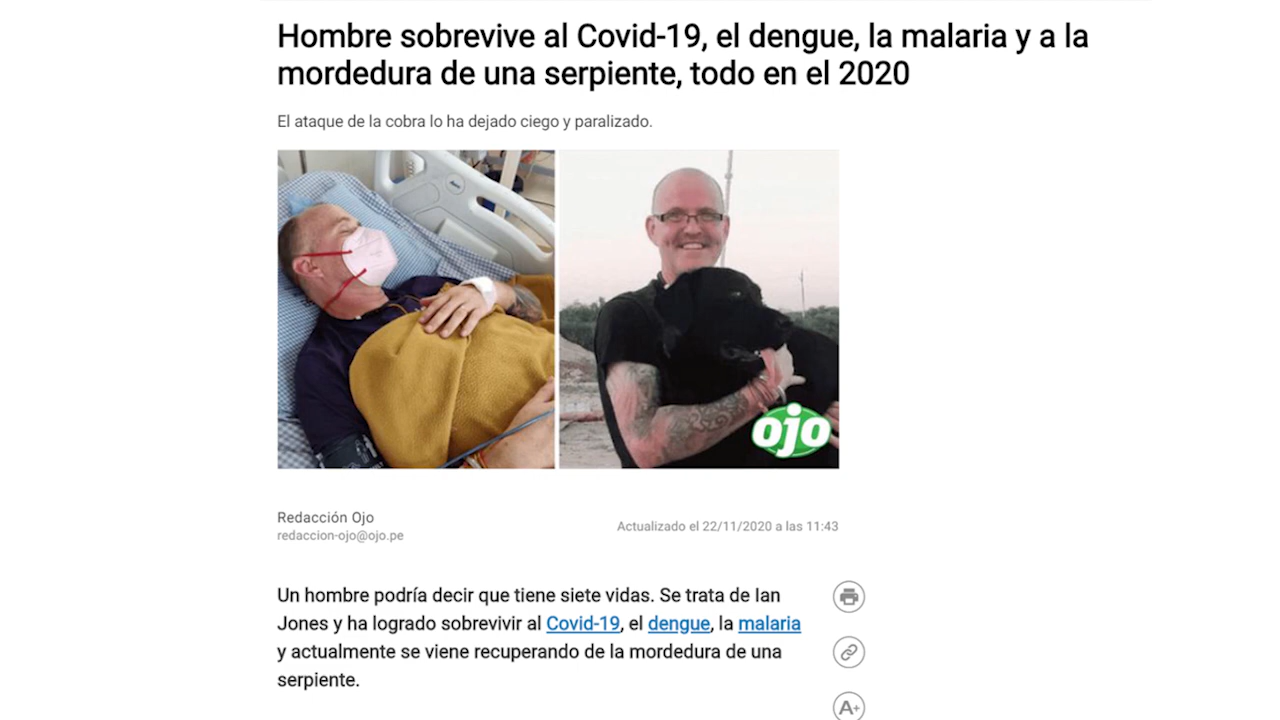 Hombre sobrevive al Covid-19, el dengue, la malaria y a la
mordedura de una serpiente, todo en el 2020
El ataque de la cobra lo ha dejado ciego y paralizado.
ojo
Redacción Ojo
redaccion-ojo@ojo.pe
Actualizado el 22/11/2020 a las 11:43
Un hombre podría decir que tiene siete vidas. Se trata de Ian
Jones y ha logrado sobrevivir al Covid-19, el dengue, la malaria
y actualmente se viene recuperando de la mordedura de una
serpiente.
A+